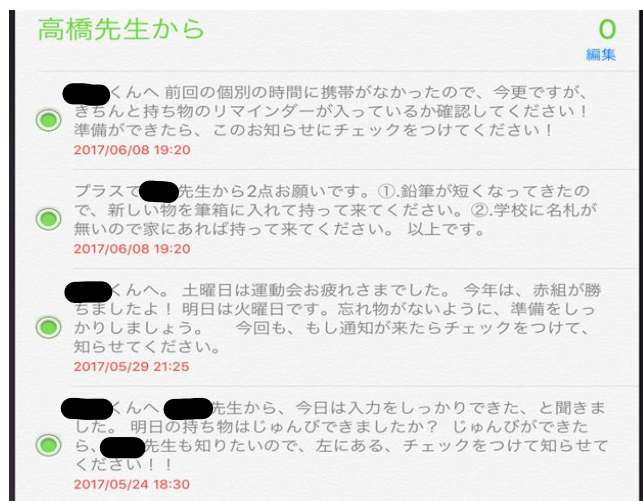 高橋先生から
0
編集
くんへ 前回の個別の時間に携帯がなかったので、今更ですが、
きちんと持ち物のリマインダーが入っているか確認してください！
準備ができたら、このお知らせにチェックをつけてください！
2017/06/08 19:20
プラスで 先生から2点お願いです。①.鉛筆が短くなってきたの
で、新しい物を筆箱に入れて持って来てください。②.学校に名札が
無いので家にあれば持って来てください。 以上です。
2017/06/08 19:20
くんへ。 土曜日は運動会お疲れさまでした。 今年は、赤組が勝
ちましたよ！ 明日は火曜日です。忘れ物がないように、準備をしっ
かりしましょう。 今回も、もし通知が来たらチェックをつけて、
知らせてください。
2017/05/29 21:25
くんへ 先生から、今日は入力をしっかりできた、と聞きま
した。 明日の持ち物はじゅんびできましたか？ じゅんびができた
ら、 先生も知りたいので、左にある、チェックをつけて知らせて
ください！！
2017/05/24 18:30